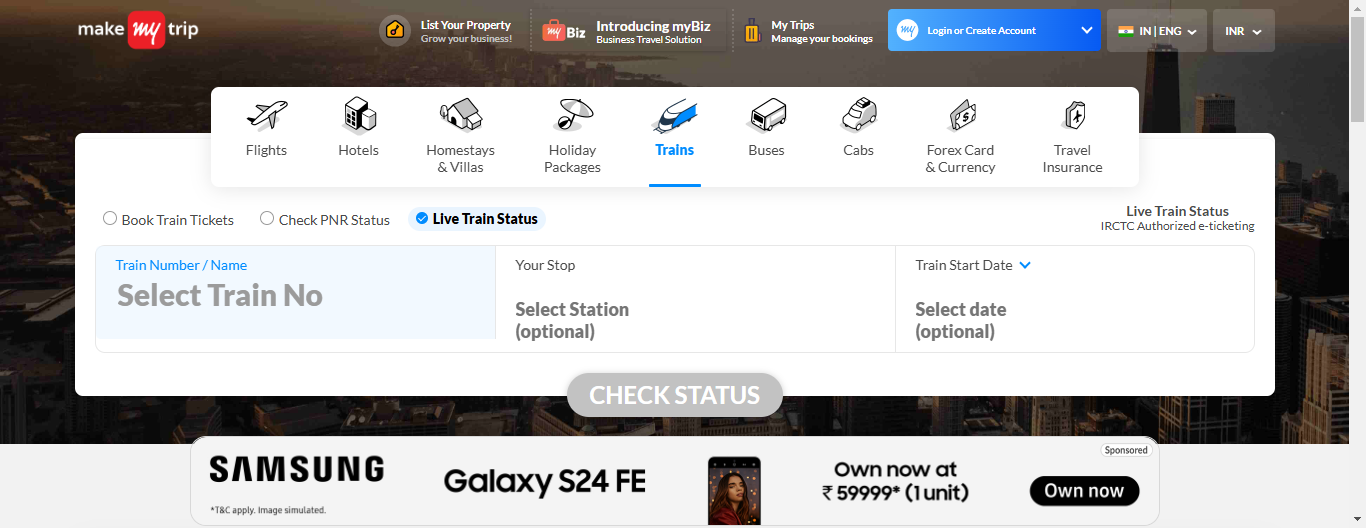 make my trip
List Your Property
Grow your business!
my Biz
Introducing myBiz
Business Travel Solution
My Trips
Manage your bookings
my
Login or Create Account
IN | ENG
INR
Flights
Hotels
Homestays
& Villas
Holiday
Packages
Trains
Buses
Cabs
Forex Card
& Currency
Travel
Insurance
Book Train Tickets
Check PNR Status
Live Train Status
Live Train Status
IRCTC Authorized e-ticketing
Train Number / Name
Select Train No
Your Stop
Select Station
(optional)
Train Start Date
Select date
(optional)
CHECK STATUS
Sponsored
SAMSUNG
*T&C apply. Image simulated.
Galaxy S24 FE
Own now at
₹ 59999* (1 unit)
Own now